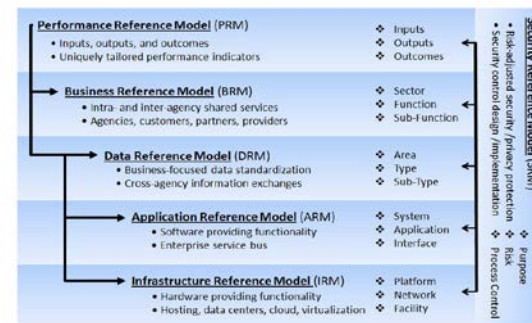 Performance Reference Model (PRM)
• Inputs, outputs, and outcomes
• Uniquely tailored performance indicators
❖ Inputs
❖ Outputs
❖ Outcomes
Business Reference Model (BRM)
• Intra- and inter-agency shared services
• Agencies, customers, partners, providers
❖ Sector
❖ Function
❖ Sub-Function
Data Reference Model (DRM)
• Business-focused data standardization
• Cross-agency information exchanges
❖ Area
❖ Type
❖ Sub-Type
Application Reference Model (ARM)
• Software providing functionality
• Enterprise service bus
❖ System
❖ Application
❖ Interface
Infrastructure Reference Model (IRM)
• Hardware providing functionality
• Hosting, data centers, cloud, virtualization
❖ Platform
❖ Network
❖ Facility
Security Reference Model (SRM)
• Risk-adjusted security/privacy protection
• Security control design/implementation
❖ Purpose
❖ Risk
❖ Process Control